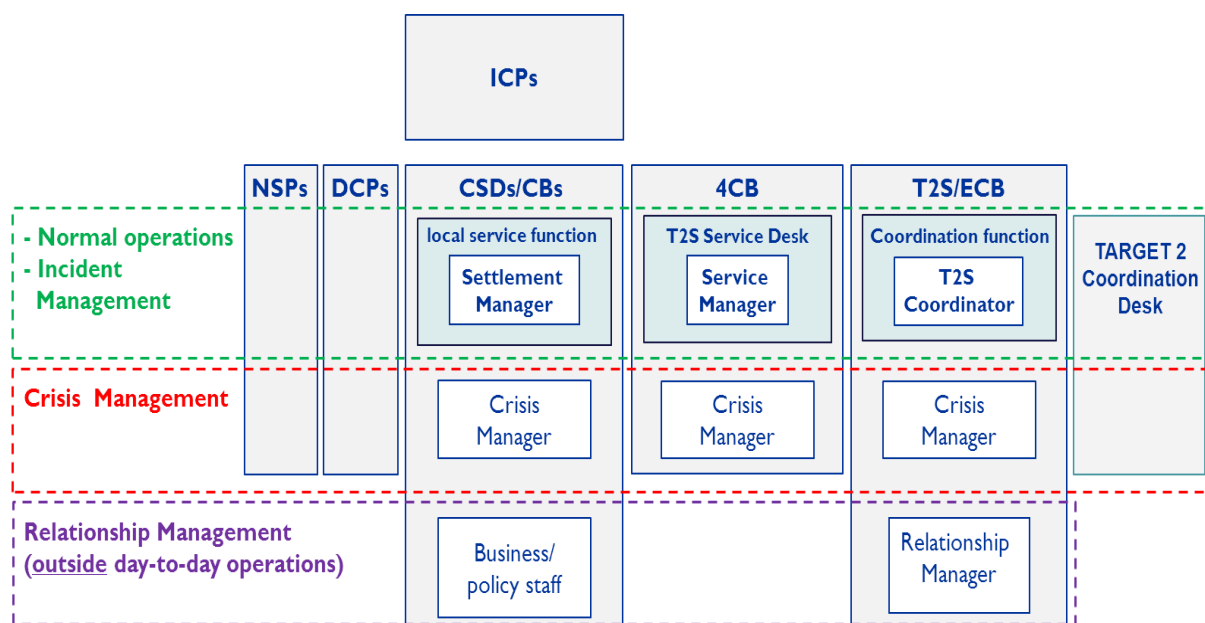 ICPs
NSPs
DCPs
CSDs/CBs
4CB
T2S/ECB
- Normal operations
- Incident
Management
local service function
Settlement
Manager
T2S Service Desk
Service
Manager
Coordination function
T2S
Coordinator
TARGET 2
Coordination
Desk
Crisis Management
Crisis
Manager
Crisis
Manager
Crisis
Manager
Relationship Management
(outside day-to-day operations)
Business/
policy staff
Relationship
Manager